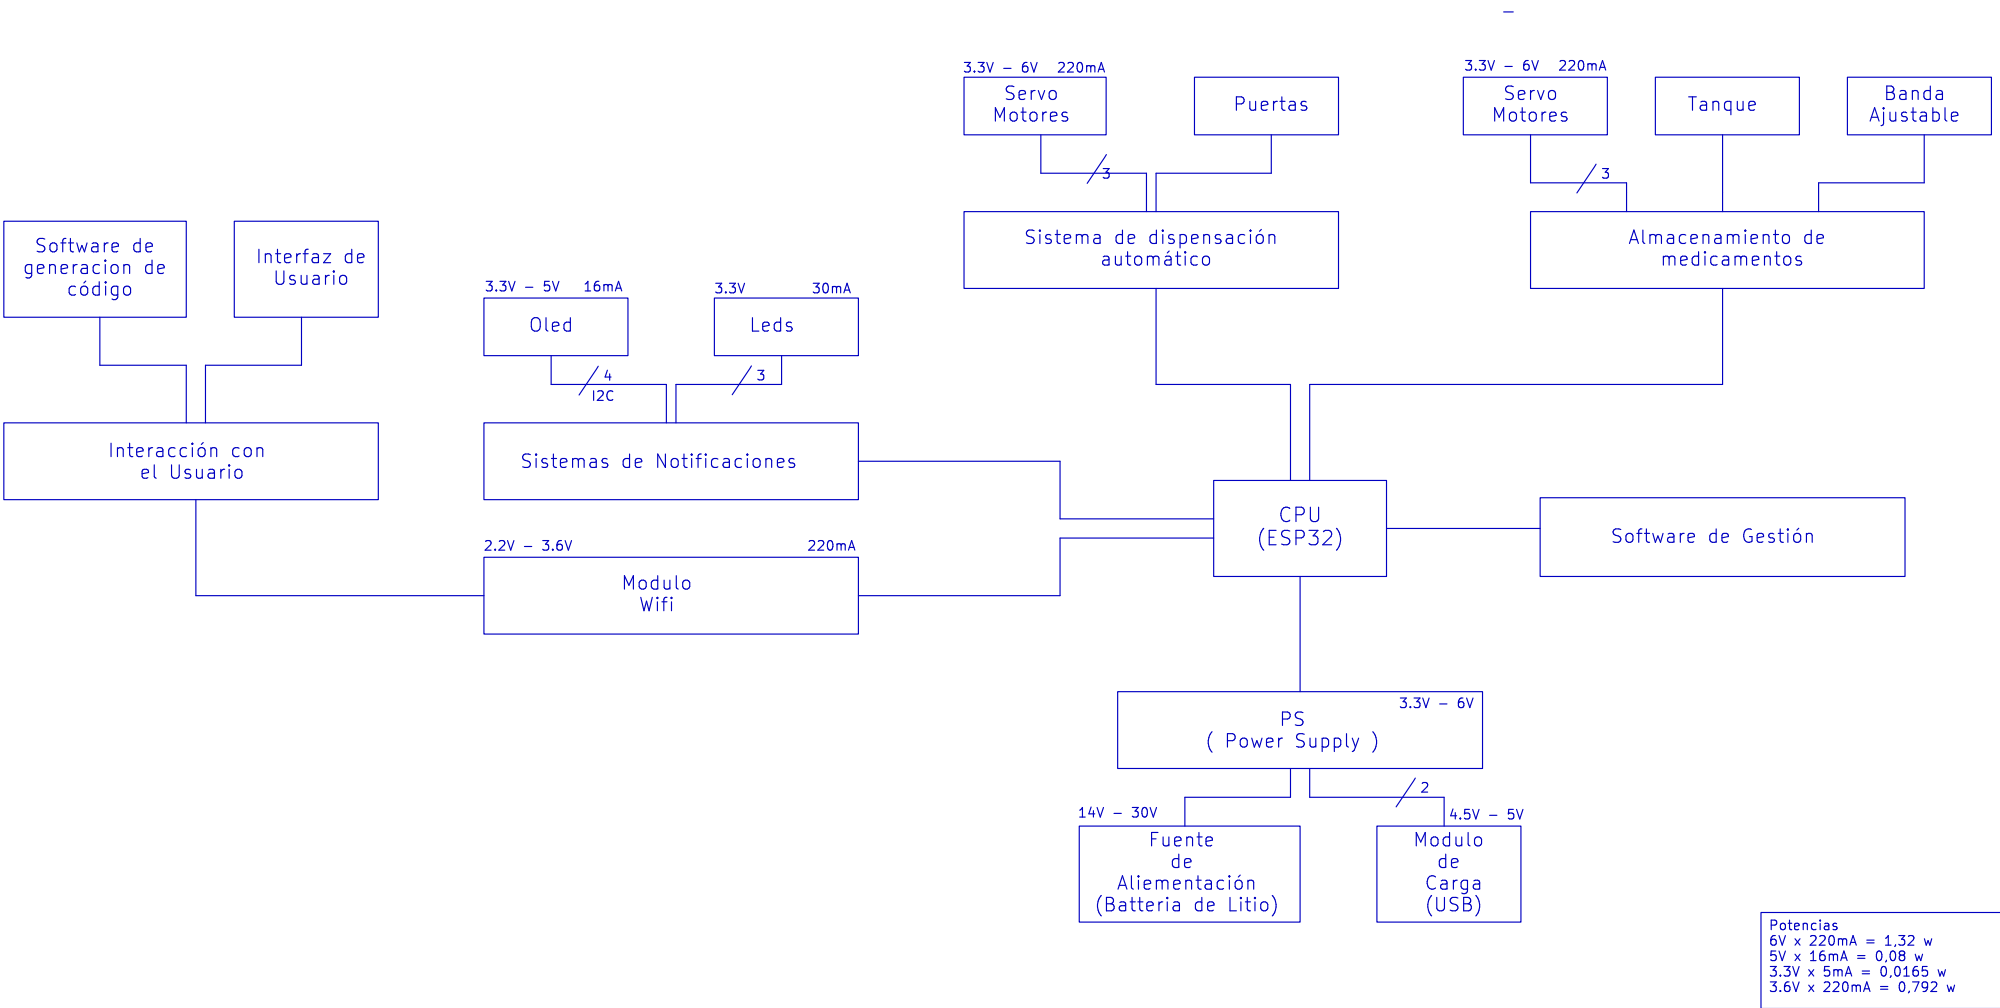 3.3V - 6V 220mA
Servo
Motores
Puertas
3
Sistema de dispensación
automático
3.3V - 6V 220mA
Servo
Motores
Tanque
Banda
Ajustable
3
Almacenamiento de
medicamentos
Software de
generacion de
código
Interfaz de
Usuario
Interacción con
el Usuario
3.3V - 5V 16mA
Oled
4
I2C
3.3V 30mA
Leds
3
Sistemas de Notificaciones
2.2V - 3.6V 220mA
Modulo
Wifi
CPU
(ESP32)
Software de Gestión
3.3V - 6V
PS
( Power Supply )
14V - 30V
Fuente
de
Aliementación
(Batteria de Litio)
2
4.5V - 5V
Modulo
de
Carga
(USB)
Potencias
6V x 220mA = 1,32 w
5V x 16mA = 0,08 w
3.3V x 5mA = 0,0165 w
3.6V x 220mA = 0,792 w